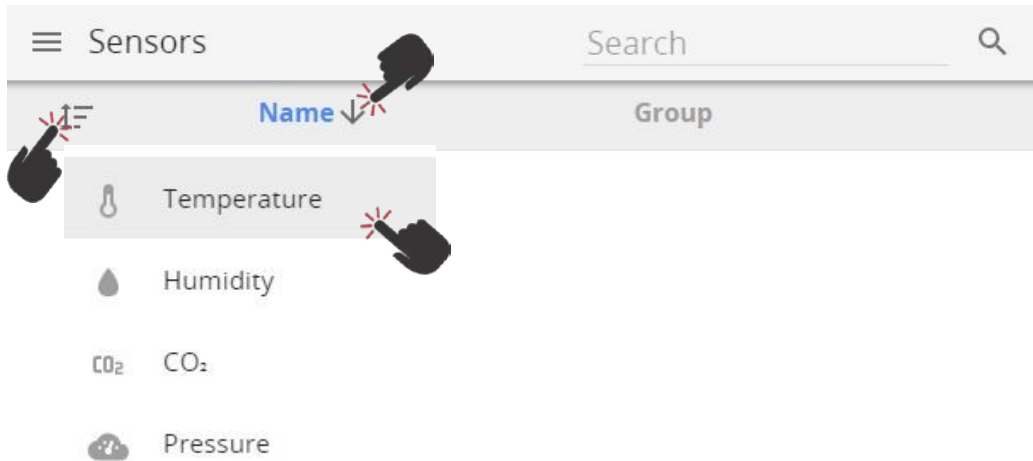 Sensors Search
Name Group
Temperature
Humidity
CO2 CO₂
Pressure